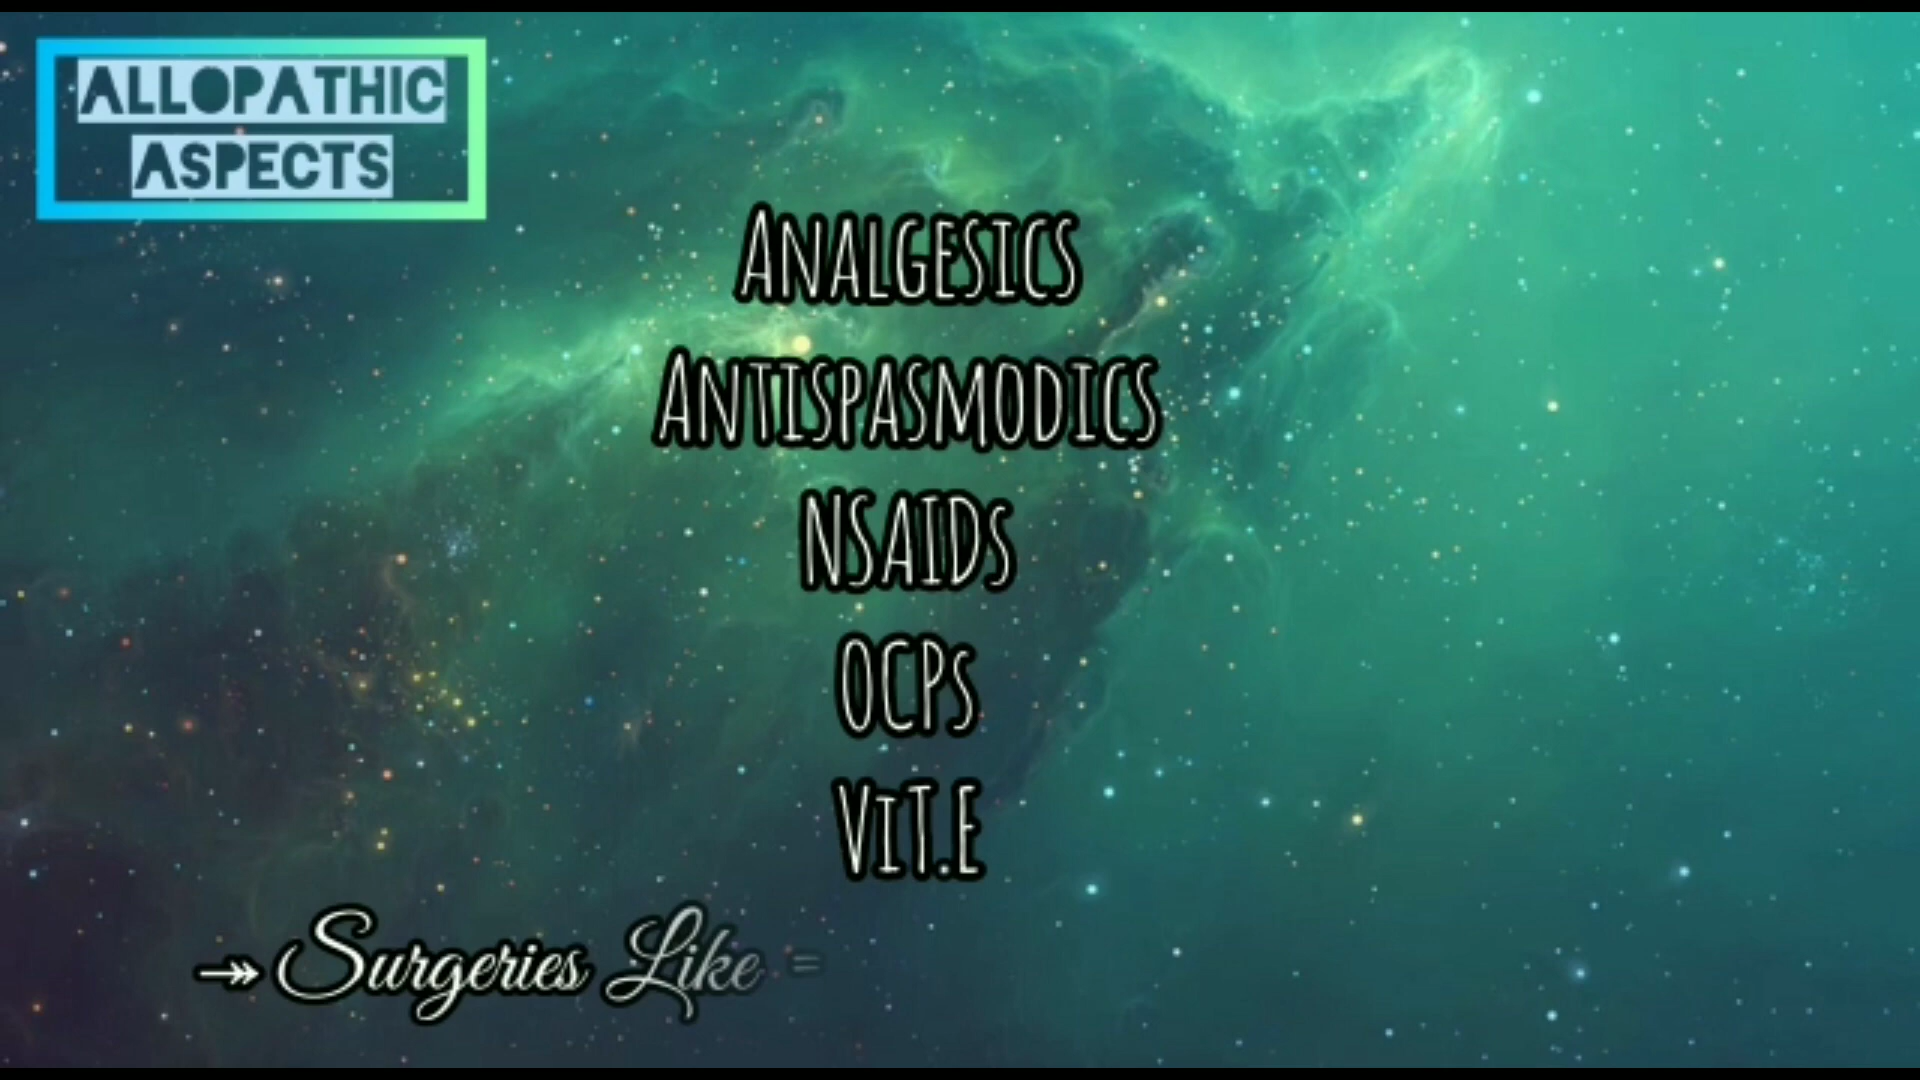 ALLOPATHIC
ASPECTS
ANALGESICS
ANTISPASMODICS
NSAIDs
OCPs
ViT.E
↠ Surgeries Like =